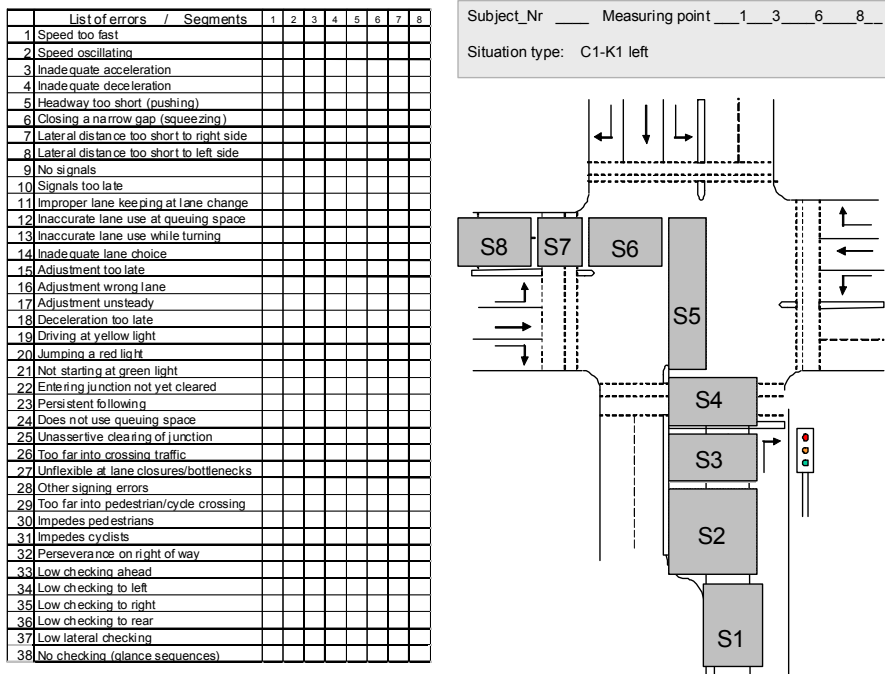 List of errors / Segments 1 2 3 4 5 6 7 8
1 Speed too fast
2 Speed oscillating
3 Inadequate acceleration
4 Inadequate deceleration
5 Headway too short (pushing)
6 Closing a narrow gap (squeezing)
7 Lateral distance too short to right side
8 Lateral distance too short to left side
9 No signals
10 Signals too late
11 Improper lane keeping at lane change
12 Inaccurate lane use at queuing space
13 Inaccurate lane use while turning
14 Inadequate lane choice
15 Adjustment too late
16 Adjustment wrong lane
17 Adjustment unsteady
18 Deceleration too late
19 Driving at yellow light
20 Jumping a red light
21 Not starting at green light
22 Entering junction not yet cleared
23 Persistent following
24 Does not use queuing space
25 Unassertive clearing of junction
26 Too far into crossing traffic
27 Unflexible at lane closures/bottlenecks
28 Other signing errors
29 Too far into pedestrian/cycle crossing
30 Impedes pedestrians
31 Impedes cyclists
32 Perseverance on right of way
33 Low checking ahead
34 Low checking to left
35 Low checking to right
36 Low checking to rear
37 Low lateral checking
38 No checking (glance sequences)
Subject_Nr ____ Measuring point ___1___3___6___8__
Situation type: C1-K1 left
S8 S7 S6
S5
S4
S3
S2
S1